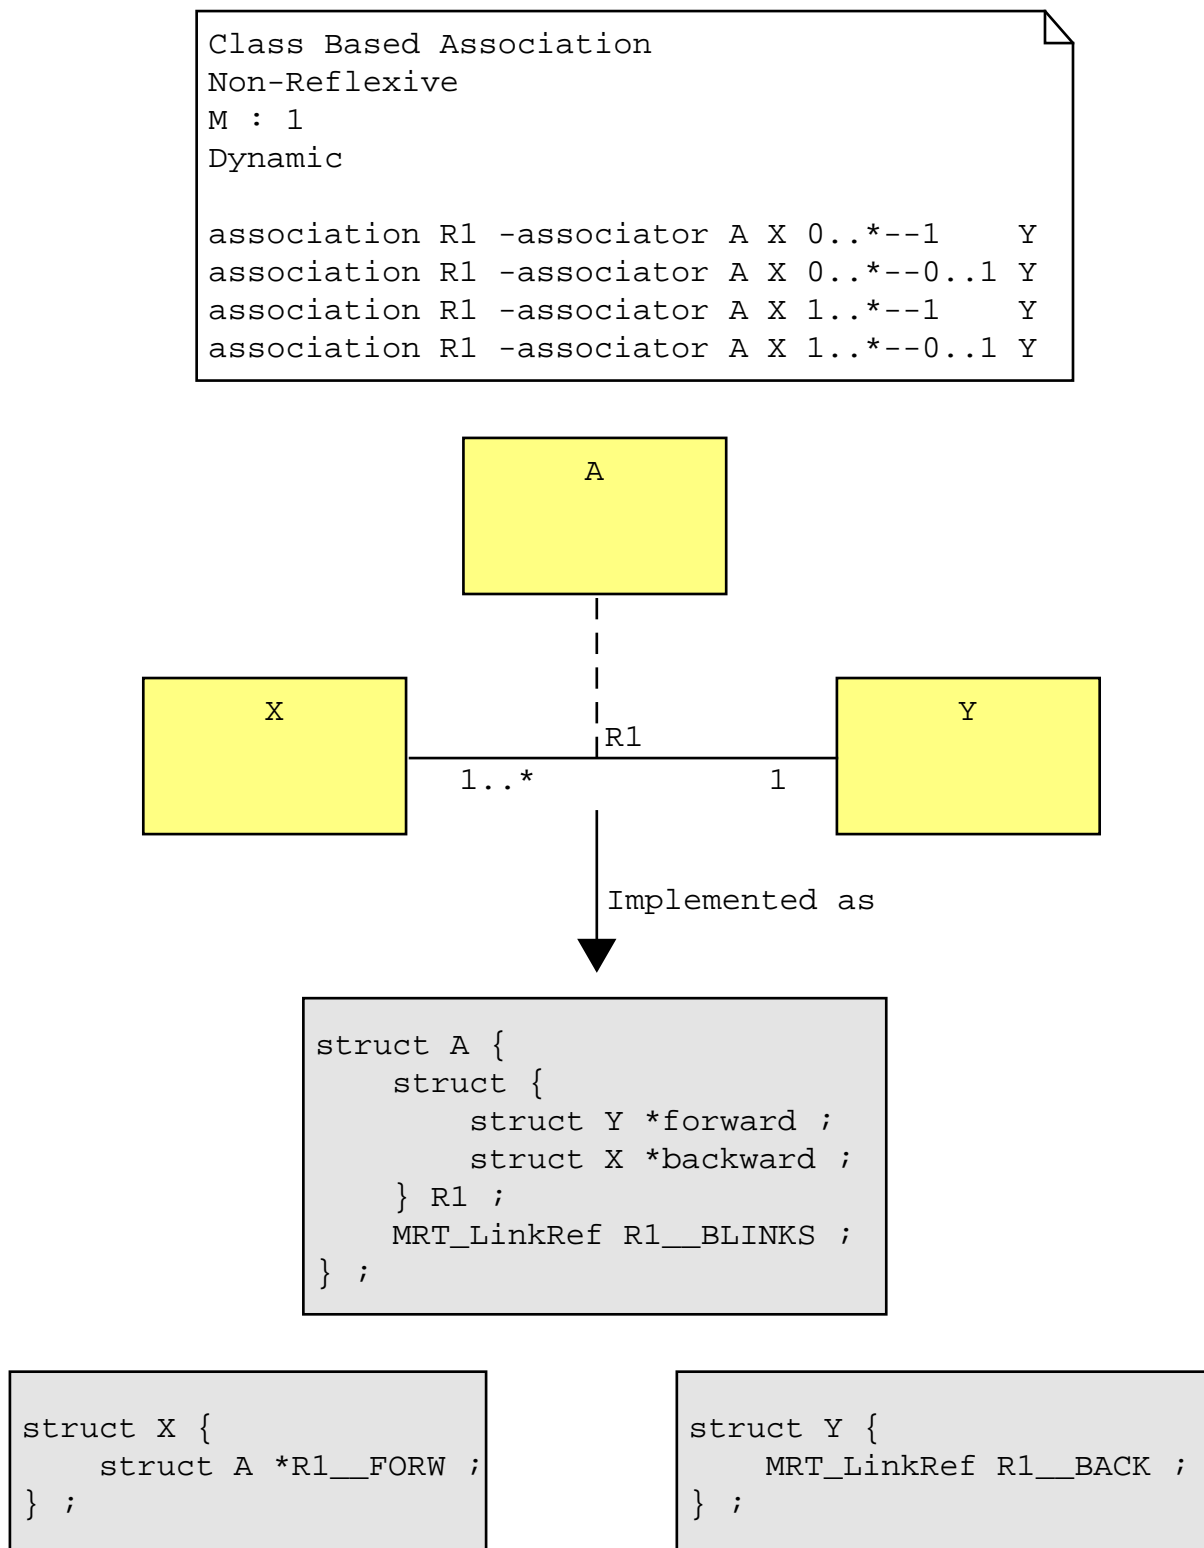 Class Based Association
Non-Reflexive
M : 1
Dynamic
association R1 -associator A X 0..*--1    Y
association R1 -associator A X 0..*--0..1 Y
association R1 -associator A X 1..*--1    Y
association R1 -associator A X 1..*--0..1 Y
A
X
Y
R1
1..*
1
Implemented as
struct A {
    struct {
        struct Y *forward ;
        struct X *backward ;
    } R1 ;
    MRT_LinkRef R1__BLINKS ;
} ;
struct X {
    struct A *R1__FORW ;
} ;
struct Y {
    MRT_LinkRef R1__BACK ;
} ;